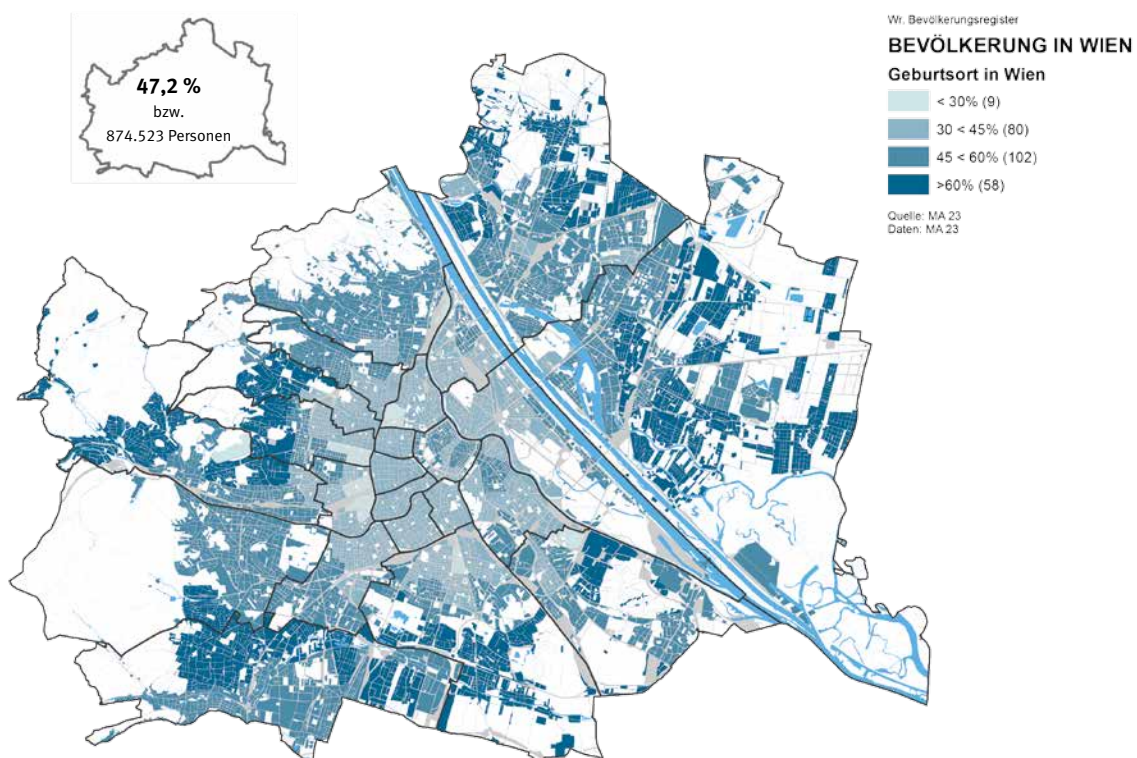 47,2 %
bzw.
874.523 Personen
Wr. Bevölkerungsregister
BEVÖLKERUNG IN WIEN
Geburtsort in Wien
< 30% (9)
30 < 45% (80)
45 < 60% (102)
>60% (58)
Quelle: MA 23
Daten: MA 23